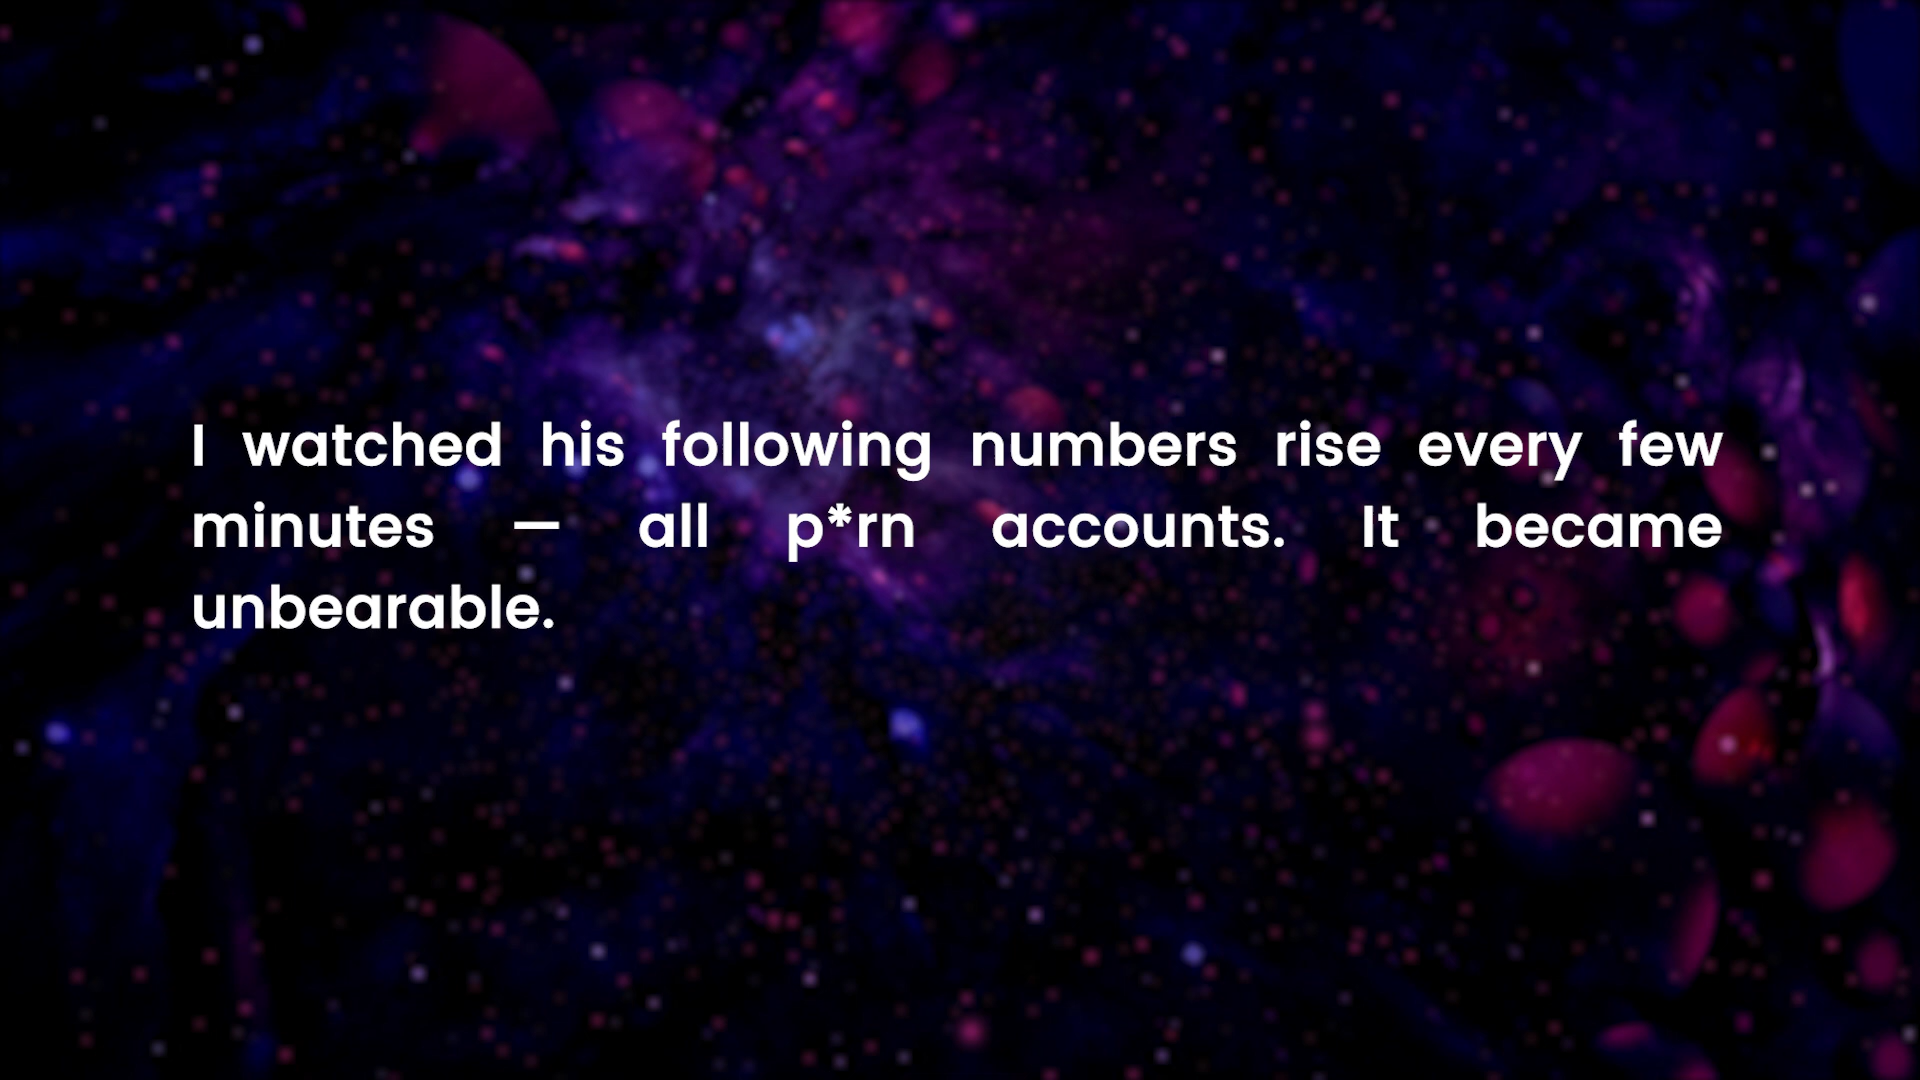 I watched his following numbers rise every few
minutes — all p*rn accounts. It became
unbearable.